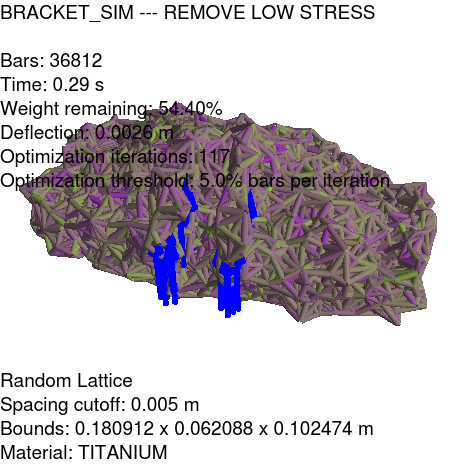 BRACKET_SIM --- REMOVE LOW STRESS
Bars: 36812
Time: 0.29 s
Weight remaining: 54.40%
Deflection: 0.0026 m
Optimization iterations: 117
Optimization threshold: 5.0% bars per iteration
Random Lattice
Spacing cutoff: 0.005 m
Bounds: 0.180912 x 0.062088 x 0.102474 m
Material: TITANIUM